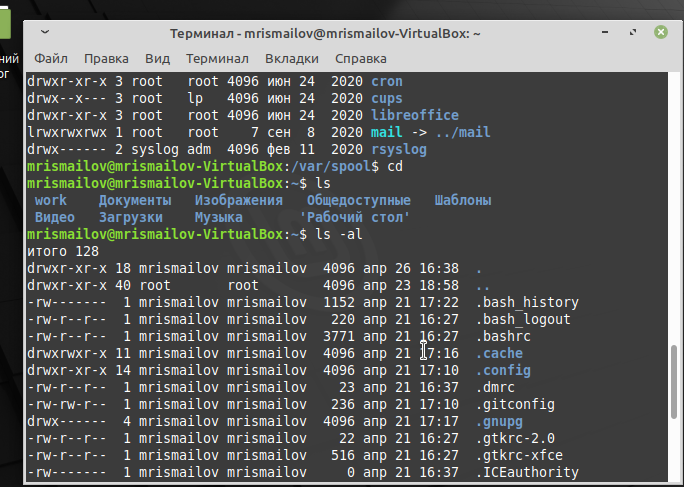 ний
ог
Терминал - mrismailov@mrismailov-VirtualBox: ~
Файл Правка Вид Терминал Вкладки Справка
drwxr-xr-x 3 root   root 4096 июн 24  2020 cron
drwx--x--- 3 root   lp   4096 июн 24  2020 cups
drwxr-xr-x 3 root   root 4096 июн 24  2020 libreoffice
lrwxrwxrwx 1 root   root    7 сен  8  2020 mail -> ../mail
drwx------ 2 syslog adm  4096 фев 11  2020 rsyslog
mrismailov@mrismailov-VirtualBox:/var/spool$ cd
mrismailov@mrismailov-VirtualBox:~$ ls
 work    Документы   Изображения   Общедоступные   Шаблоны
 Видео   Загрузки    Музыка       'Рабочий стол'
mrismailov@mrismailov-VirtualBox:~$ ls -al
итого 128
drwxr-xr-x 18 mrismailov mrismailov  4096 апр 26 16:38  .
drwxr-xr-x 40 root       root        4096 апр 23 18:58  ..
-rw-------  1 mrismailov mrismailov  1152 апр 21 17:22  .bash_history
-rw-r--r--  1 mrismailov mrismailov   220 апр 21 16:27  .bash_logout
-rw-r--r--  1 mrismailov mrismailov  3771 апр 21 16:27  .bashrc
drwxrwxr-x 11 mrismailov mrismailov  4096 апр 21 17:16  .cache
drwxr-xr-x 14 mrismailov mrismailov  4096 апр 21 17:10  .config
-rw-r--r--  1 mrismailov mrismailov    23 апр 21 16:37  .dmrc
-rw-rw-r--  1 mrismailov mrismailov   236 апр 21 17:10  .gitconfig
drwx------  4 mrismailov mrismailov  4096 апр 21 17:17  .gnupg
-rw-r--r--  1 mrismailov mrismailov    22 апр 21 16:27  .gtkrc-2.0
-rw-r--r--  1 mrismailov mrismailov   516 апр 21 16:27  .gtkrc-xfce
-rw-------  1 mrismailov mrismailov     0 апр 21 16:37  .ICEauthority